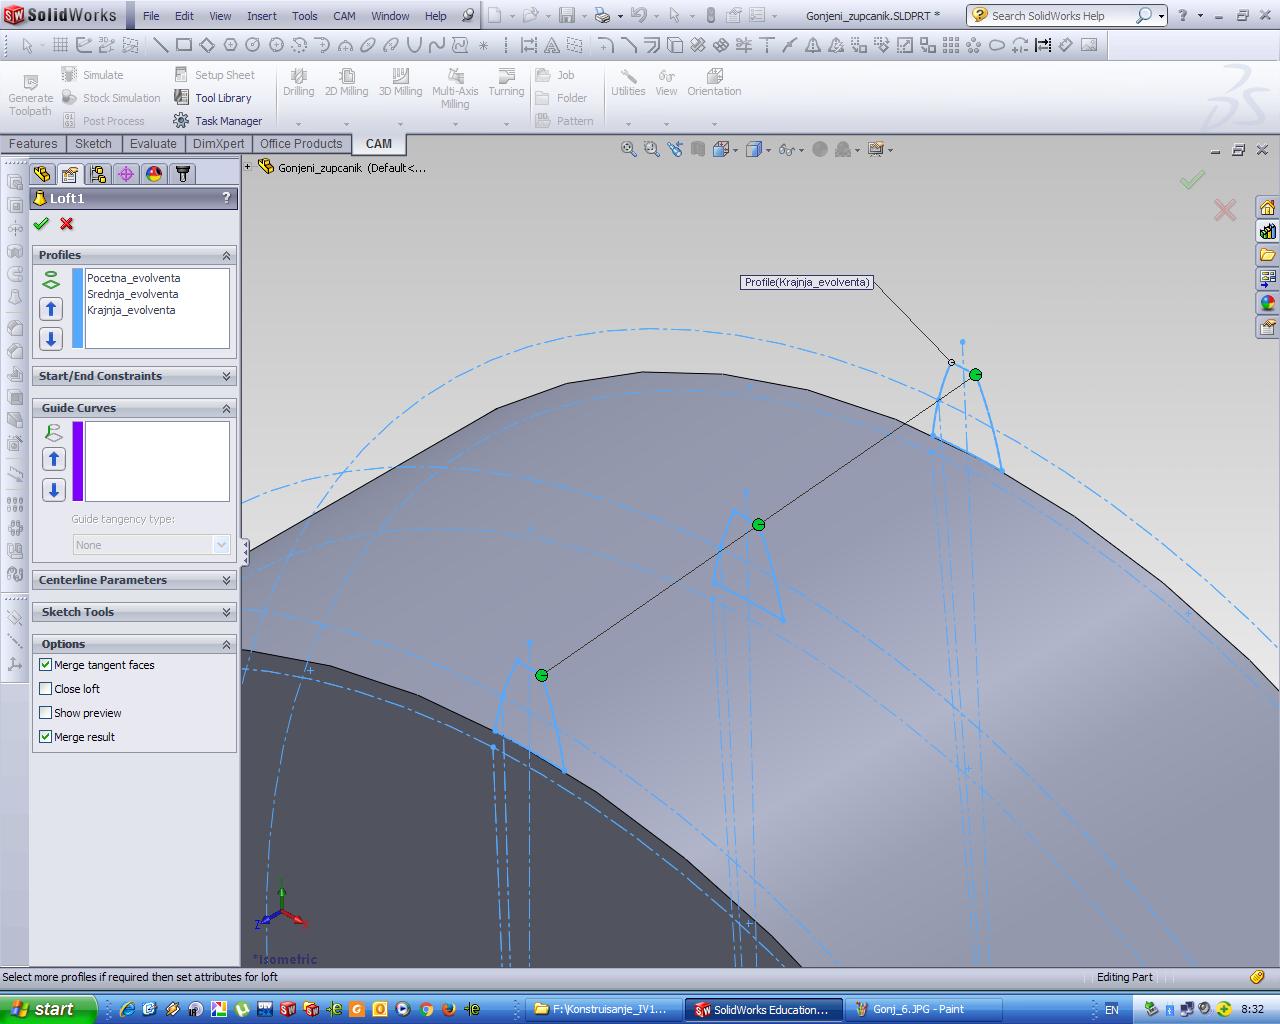 SolidWorks File Edit View Insert Tools CAM Window Help Gonjeni_zupcanik.SLDPRT * Search SolidWorks Help
Generate Toolpath
Simulate
Stock Simulation
Post Process
Setup Sheet
Tool Library
Task Manager
Drilling
2D Milling
3D Milling
Multi-Axis Milling
Turning
Job
Folder
Pattern
Utilities
View
Orientation
Features Sketch Evaluate DimXpert Office Products CAM
Gonjeni_zupcanik (Default<...
Loft1 ?
Profiles
Pocetna_evolventa
Srednja_evolventa
Krajnja_evolventa
Start/End Constraints
Guide Curves
Guide tangency type:
None
Centerline Parameters
Sketch Tools
Options
Merge tangent faces
Close loft
Show preview
Merge result
Profile(Krajnja_evolventa)
Z
*Isometric
Select more profiles if required then set attributes for loft Editing Part
start F:\Konstruisanje_IV1... SolidWorks Education... Gonj_6.JPG - Paint EN 8:32